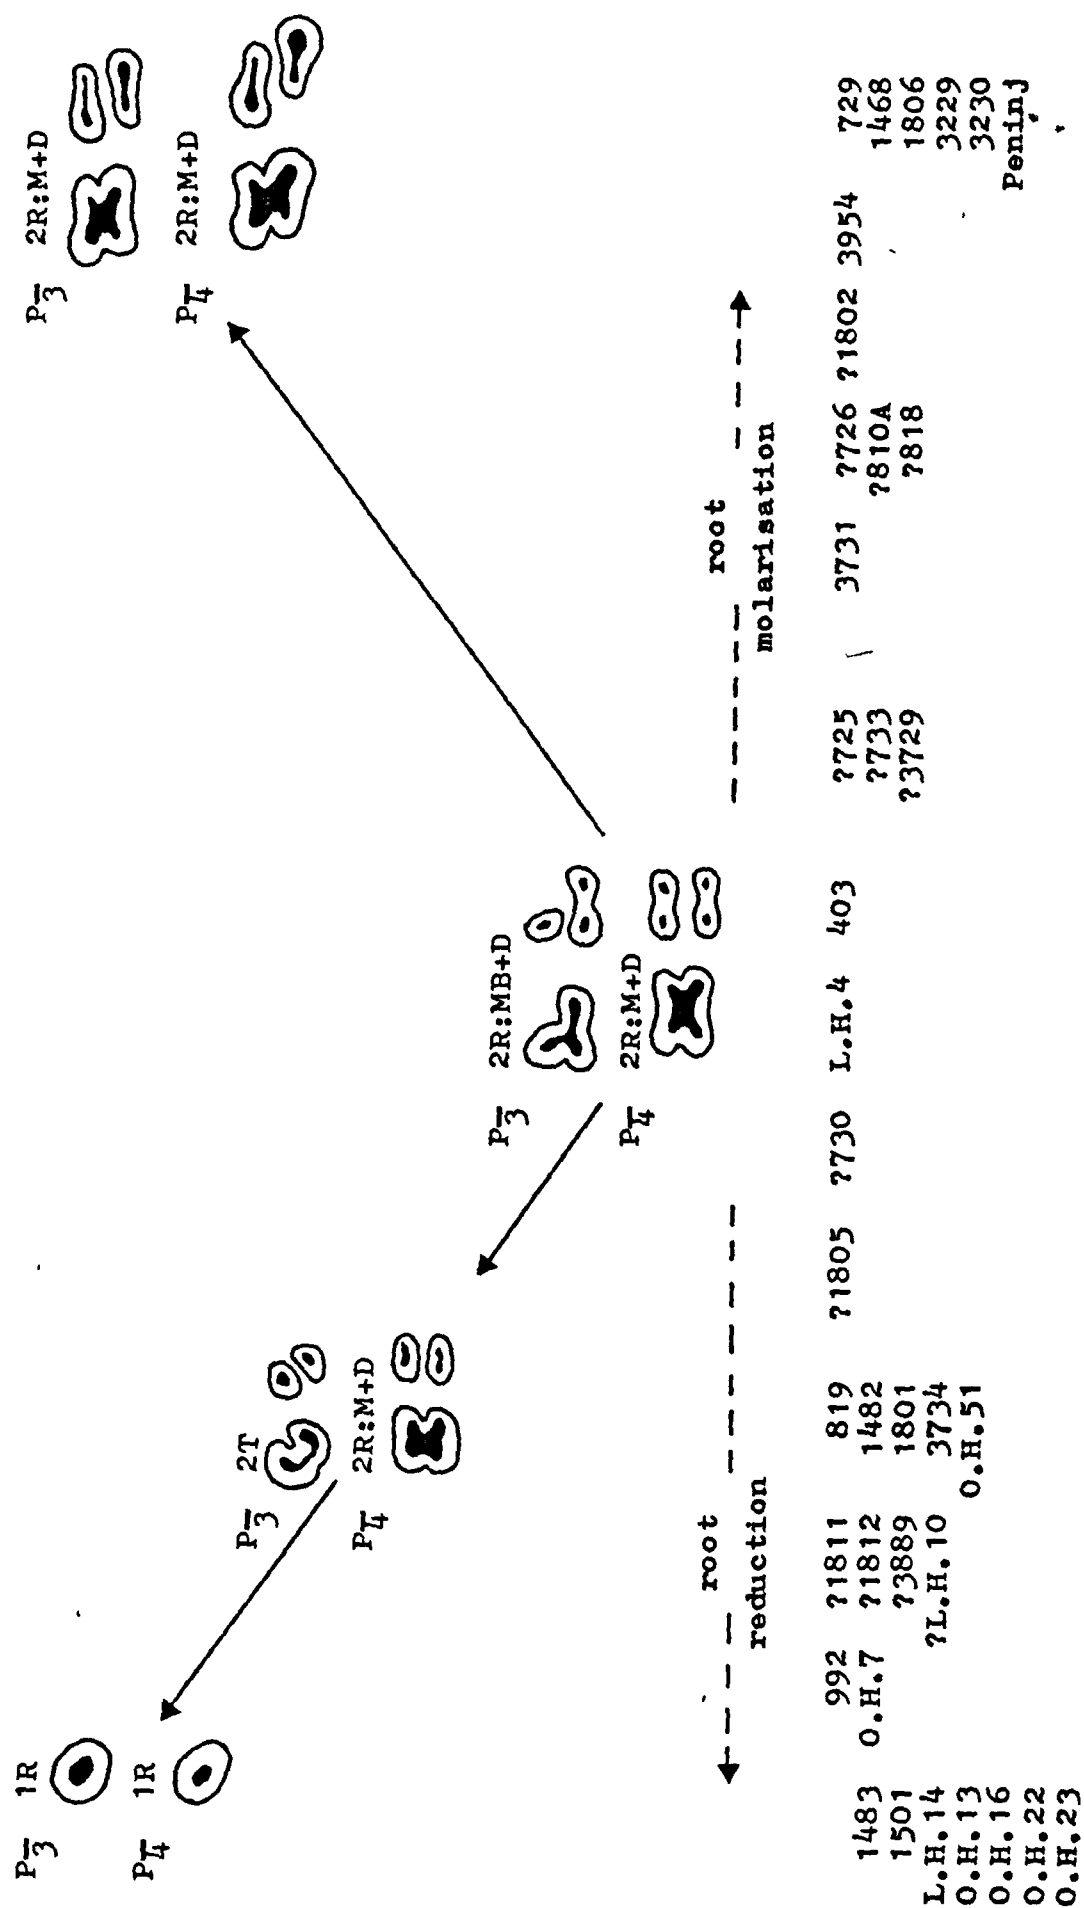 P3 1R
P4 1R
P3 2T
P4 2R:M+D
P3 2R:MB+D
P4 2R:M+D
P3 2R:M+D
P4 2R:M+D
root
reduction
root
molarisation
1483
1501
L.H.14
O.H.13
O.H.16
O.H.22
O.H.23
992
O.H.7
?1811
?1812
?3889
?L.H.10
819
1482
1801
3734
O.H.51
?1805
?730
L.H.4
403
?725
?733
?3729
3731
?726
?810A
?818
?1802
3954
729
1468
1806
3229
3230
Peninj